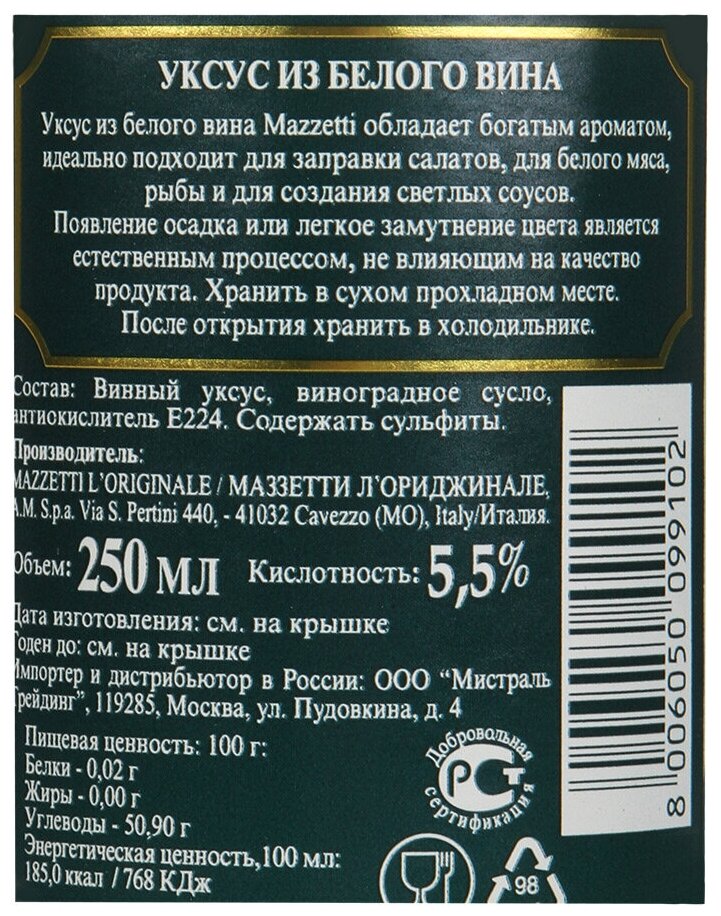 УКСУС ИЗ БЕЛОГО ВИНА
Уксус из белого вина Mazzetti обладает богатым ароматом,
идеально подходит для заправки салатов, для белого мяса,
рыбы и для создания светлых соусов.
Появление осадка или легкое замутнение цвета является
естественным процессом, не влияющим на качество
продукта. Хранить в сухом прохладном месте.
После открытия хранить в холодильнике.
Состав: Винный уксус, виноградное сусло,
антиокислитель Е224. Содержать сульфиты.
Производитель:
MAZZETTI L'ORIGINALE / МАЗЗЕТТИ Л'ОРИДЖИНАЛЕ,
A.M. S.p.a. Via S. Pertini 440, - 41032 Cavezzo (MO), Italy/Италия.
Объем: 250 МЛ Кислотность: 5,5%
Дата изготовления: см. на крышке
Годен до: см. на крышке
Импортер и дистрибьютор в России: ООО "Мистраль
Трейдинг", 119285, Москва, ул. Пудовкина, д. 4
Пищевая ценность: 100 г:
Белки - 0,02 г
Жиры - 0,00 г
Углеводы - 50,90 г
Энергетическая ценность,100 мл:
185,0 ккал / 768 КДж
Добровольная
РСТ
сертификация
98
8 006050 099102